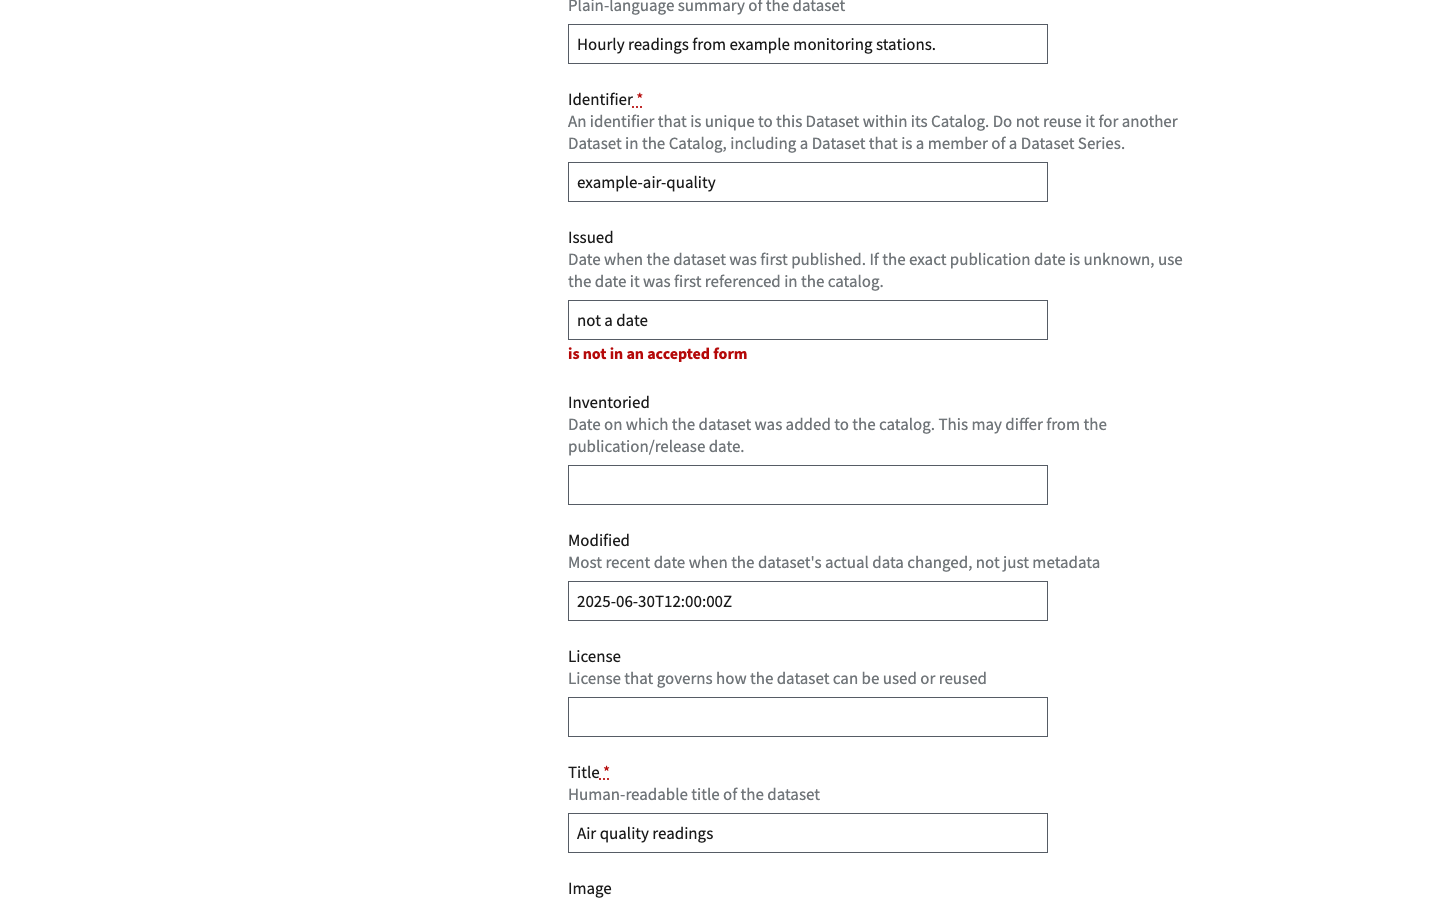 Plain-language summary of the dataset
Hourly readings from example monitoring stations.
Identifier *
An identifier that is unique to this Dataset within its Catalog. Do not reuse it for another
Dataset in the Catalog, including a Dataset that is a member of a Dataset Series.
example-air-quality
Issued
Date when the dataset was first published. If the exact publication date is unknown, use
the date it was first referenced in the catalog.
not a date
is not in an accepted form
Inventoried
Date on which the dataset was added to the catalog. This may differ from the
publication/release date.
Modified
Most recent date when the dataset's actual data changed, not just metadata
2025-06-30T12:00:00Z
License
License that governs how the dataset can be used or reused
Title *
Human-readable title of the dataset
Air quality readings
Image